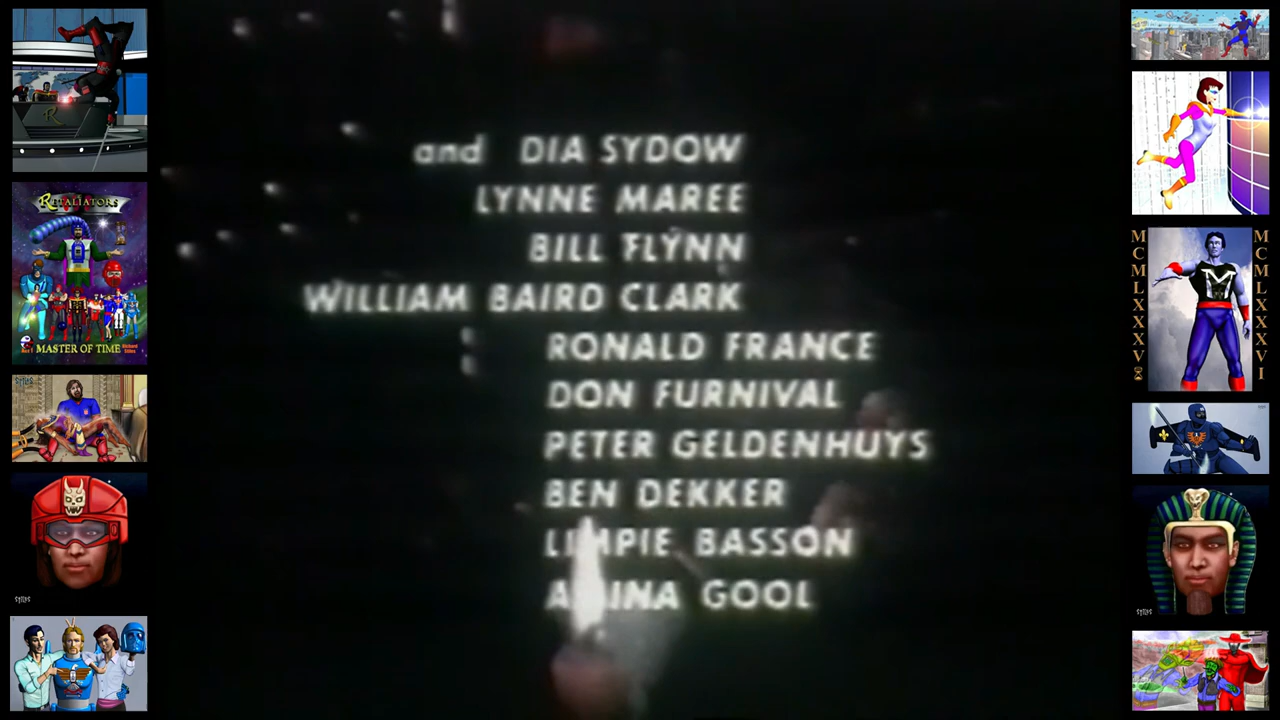 and DIA SYDOW
LYNNE MAREE
BILL FLYNN
WILLIAM BAIRD CLARK
RONALD FRANCE
DON FURNIVAL
PETER GELDENHUYS
BEN DEKKER
LIMPIE BASSON
GOOL
R
RETALIATORS
MASTER OF TIME
MCMLXXXV
MCMLXXXVI
M